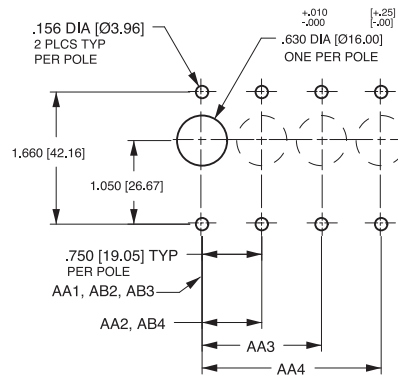 .156 DIA [Ø3.96]
2 PLCS TYP
PER POLE
+.010
-.000
[+.25]
[-.00]
.630 DIA [Ø16.00]
ONE PER POLE
1.660 [42.16]
1.050 [26.67]
.750 [19.05] TYP
PER POLE
AA1, AB2, AB3
AA2, AB4
AA3
AA4